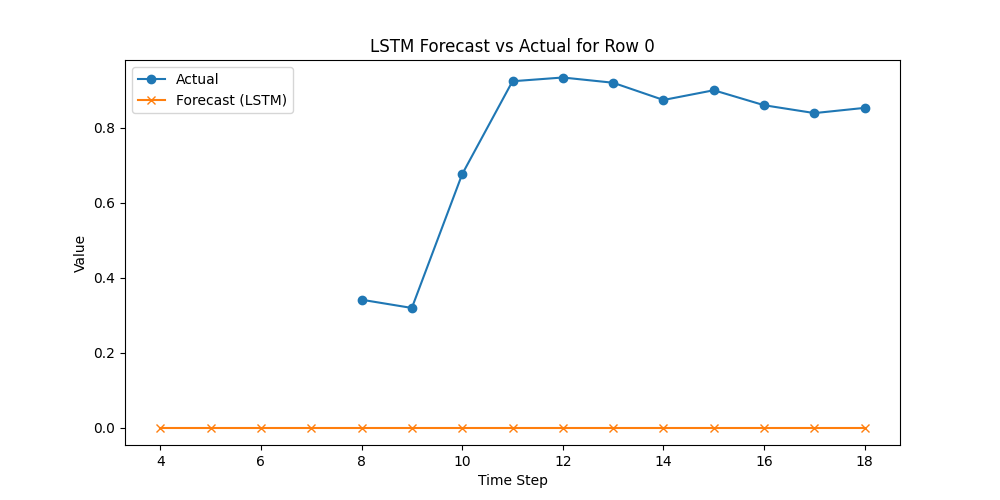 LSTM Forecast vs Actual for Row 0
Actual
Forecast (LSTM)
Value
0.8
0.6
0.4
0.2
0.0
4 6 8 10 12 14 16 18
Time Step